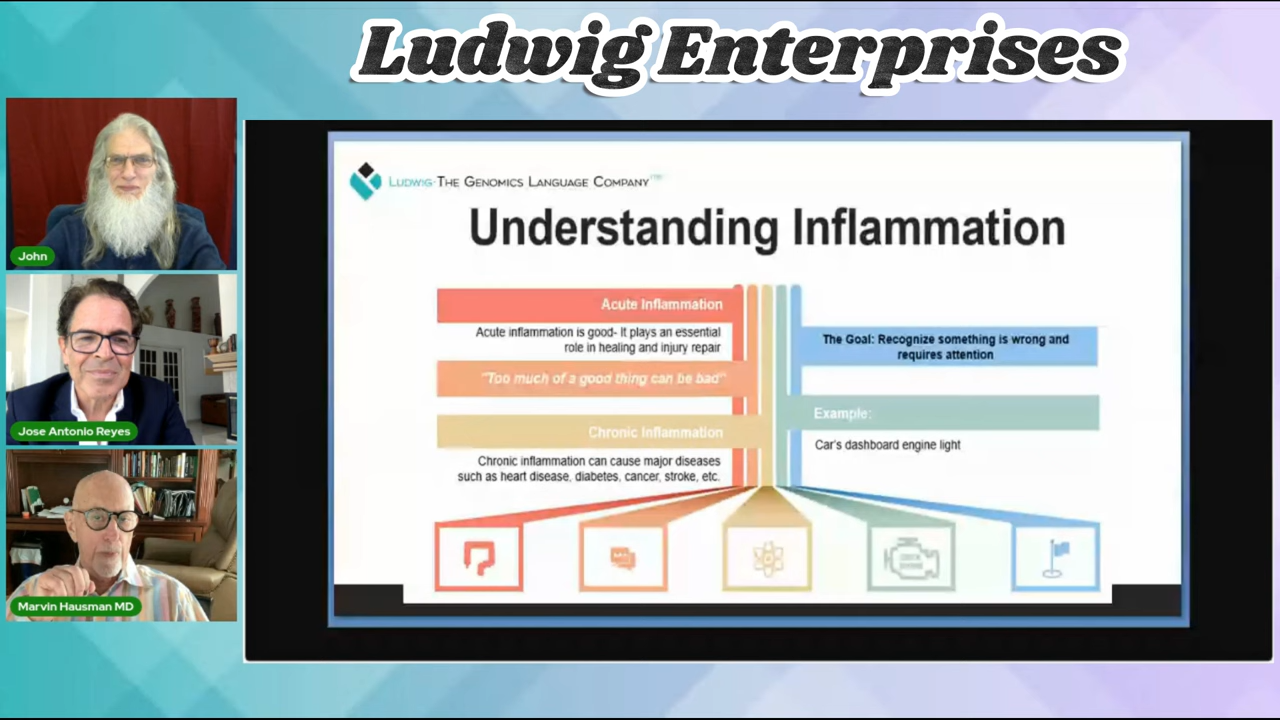 Ludwig Enterprises
John
Jose Antonio Reyes
Marvin Hausman MD
LUDWIG-THE GENOMICS LANGUAGE COMPANY
Understanding Inflammation
Acute Inflammation
Acute inflammation is good- It plays an essential
role in healing and injury repair
"Too much of a good thing can be bad"
Chronic Inflammation
Chronic inflammation can cause major diseases
such as heart disease, diabetes, cancer, stroke, etc.
The Goal: Recognize something is wrong and
requires attention
Example:
Car's dashboard engine light
CHECK
ENGINE